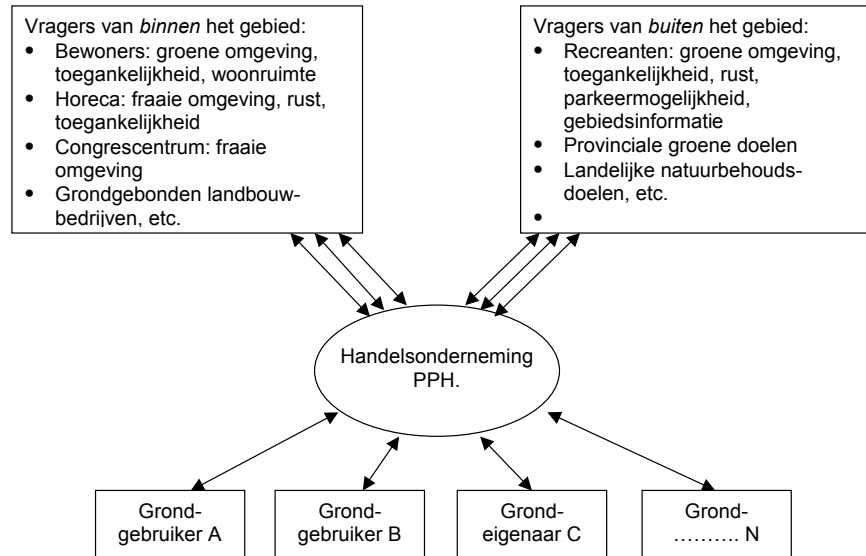 Vragers van binnen het gebied:
• Bewoners: groene omgeving,
toegankelijkheid, woonruimte
• Horeca: fraaie omgeving, rust,
toegankelijkheid
• Congrescentrum: fraaie
omgeving
• Grondgebonden landbouw-
bedrijven, etc.
Vragers van buiten het gebied:
• Recreanten: groene omgeving,
toegankelijkheid, rust,
parkeermogelijkheid,
gebiedsinformatie
• Provinciale groene doelen
• Landelijke natuurbehouds-
doelen, etc.
•
Handelsonderneming
PPH.
Grond-
gebruiker A
Grond-
gebruiker B
Grond-
eigenaar C
Grond-
………. N